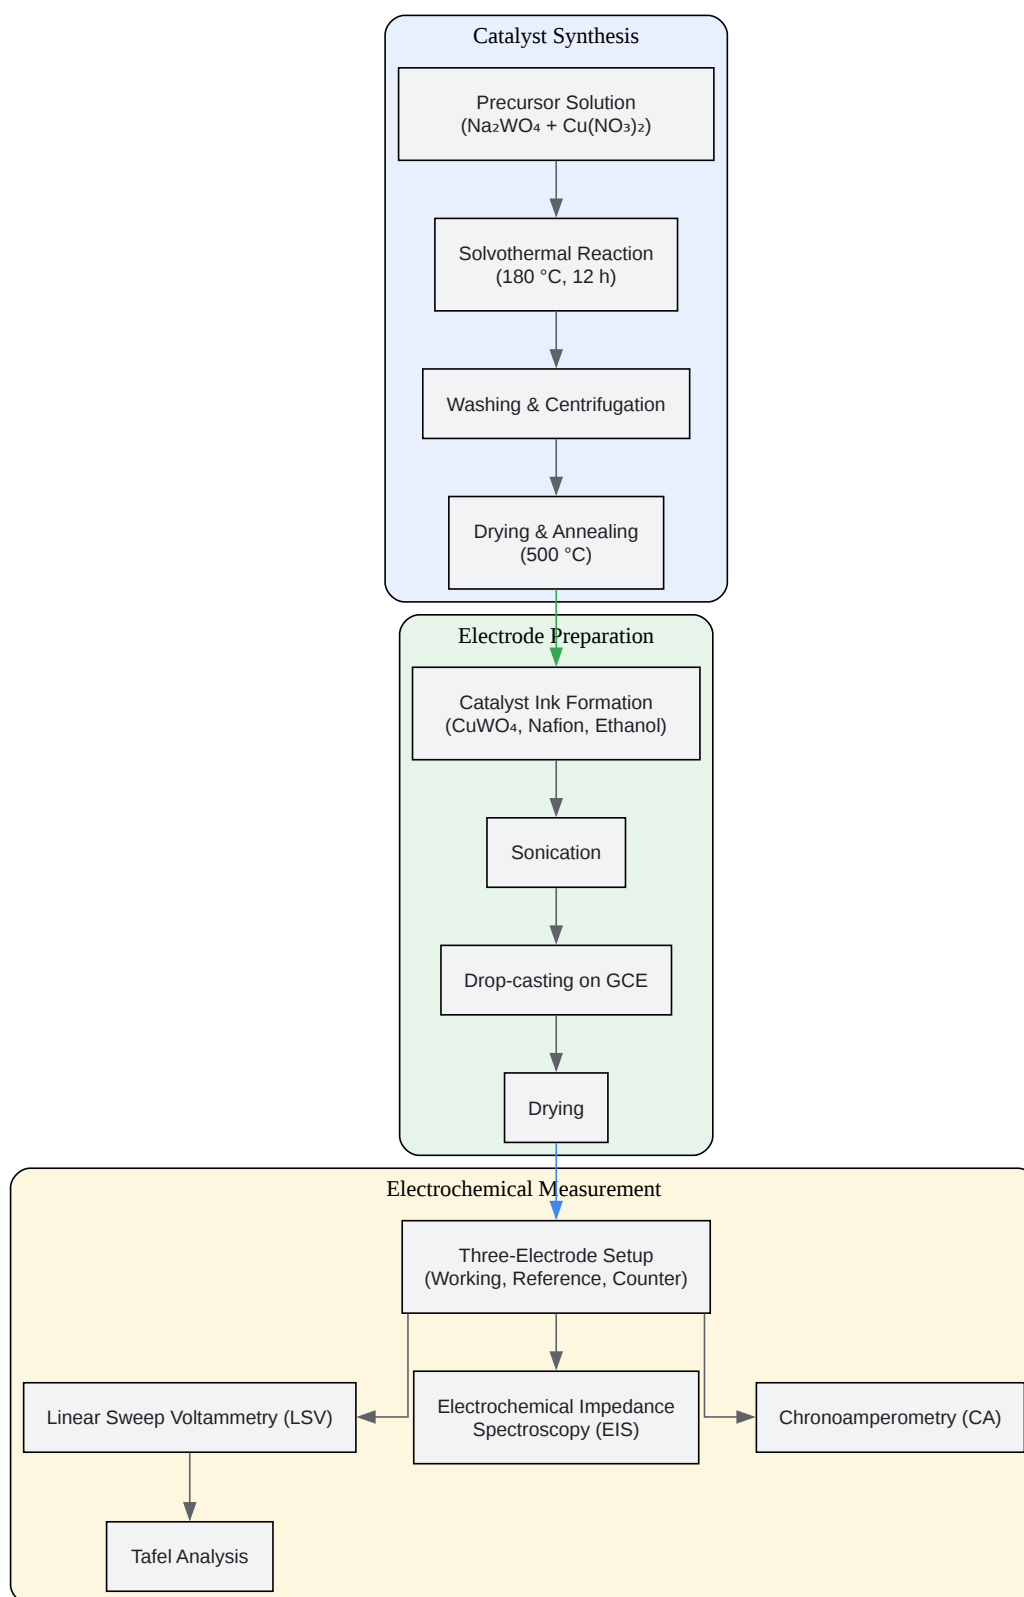 Catalyst Synthesis
Precursor Solution
(Na₂WO₄ + Cu(NO₃)₂)
Solvothermal Reaction
(180 °C, 12 h)
Washing & Centrifugation
Drying & Annealing
(500 °C)
Electrode Preparation
Catalyst Ink Formation
(CuWO₄, Nafion, Ethanol)
Sonication
Drop-casting on GCE
Drying
Electrochemical Measurement
Three-Electrode Setup
(Working, Reference, Counter)
Linear Sweep Voltammetry (LSV)
Electrochemical Impedance
Spectroscopy (EIS)
Chronoamperometry (CA)
Tafel Analysis